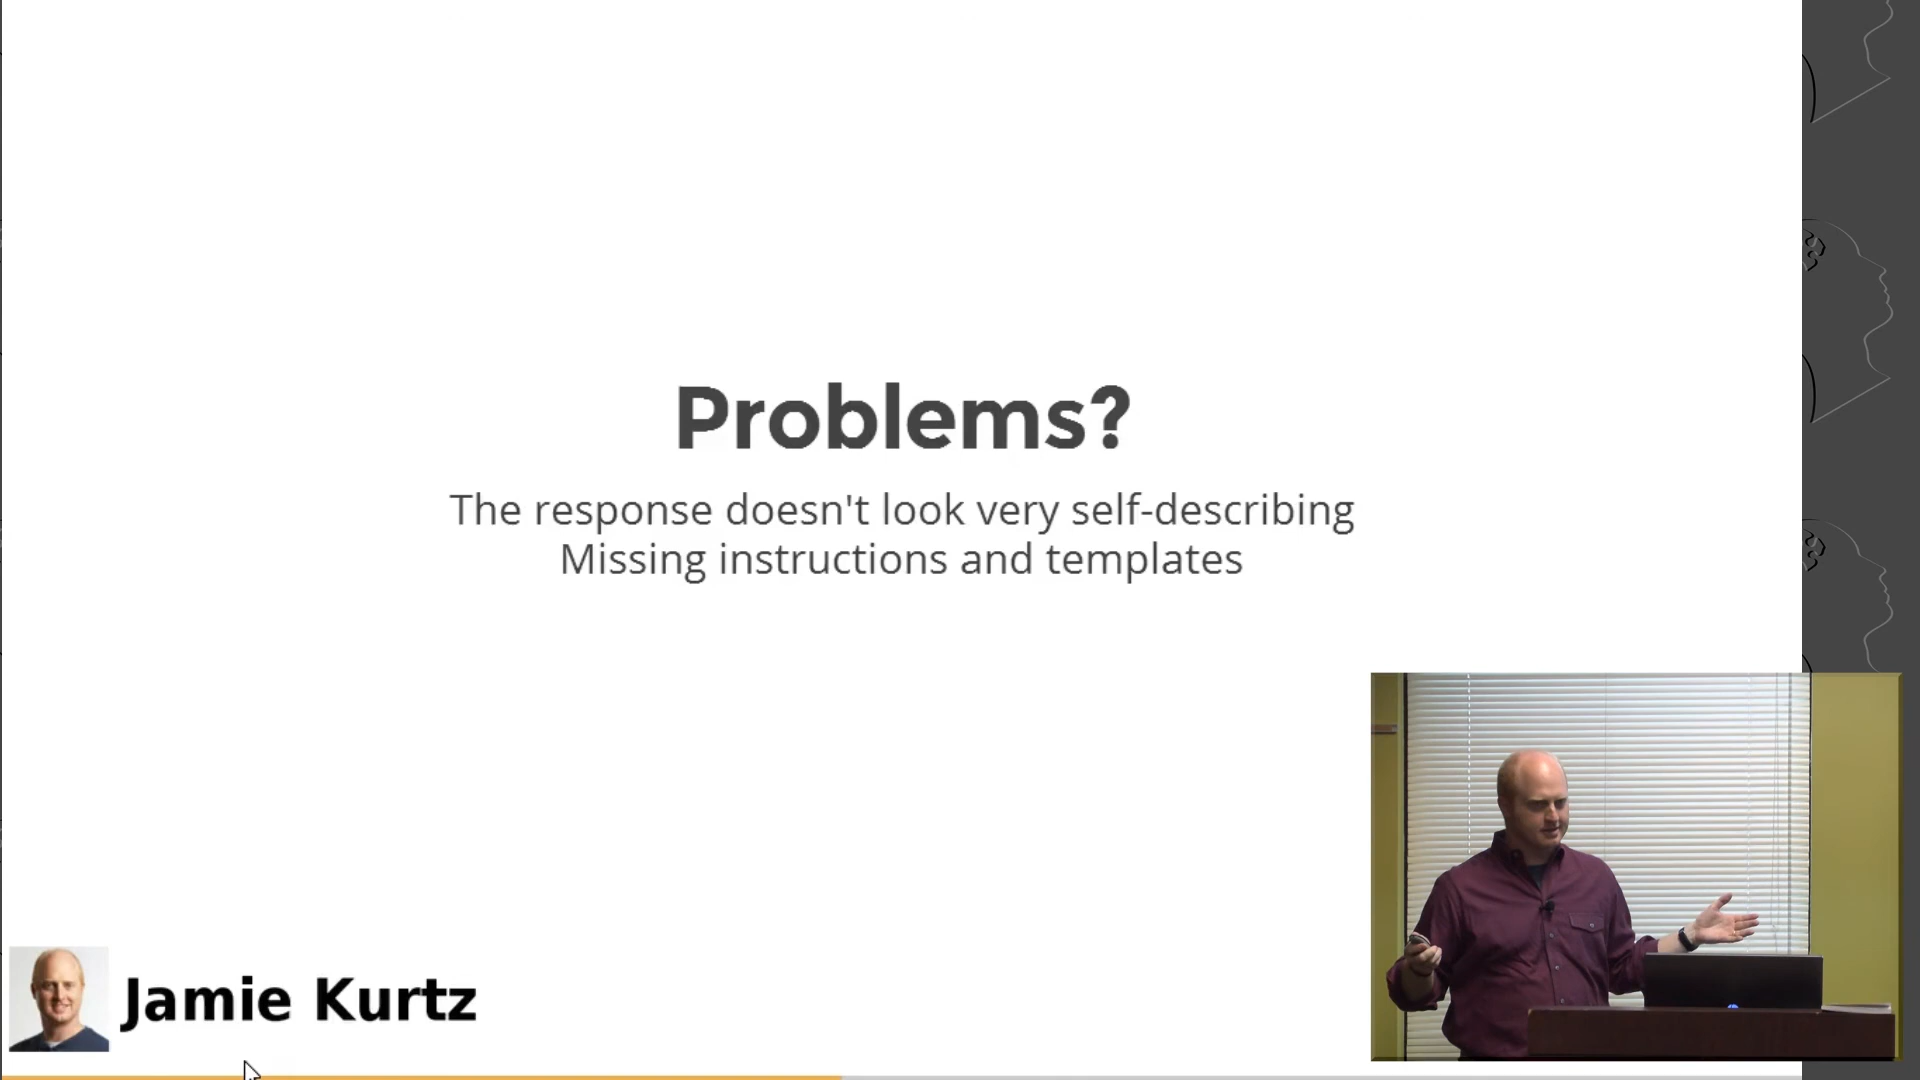 Problems?
The response doesn't look very self-describing
Missing instructions and templates
Jamie Kurtz